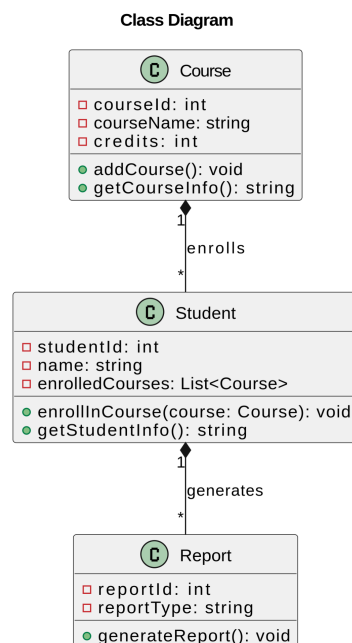 Class Diagram
C Course
courseId: int
courseName: string
credits: int
addCourse(): void
getCourseInfo(): string
1
enrolls
*
C Student
studentId: int
name: string
enrolledCourses: List<Course>
enrollInCourse(course: Course): void
getStudentInfo(): string
1
generates
*
C Report
reportId: int
reportType: string
generateReport(): void